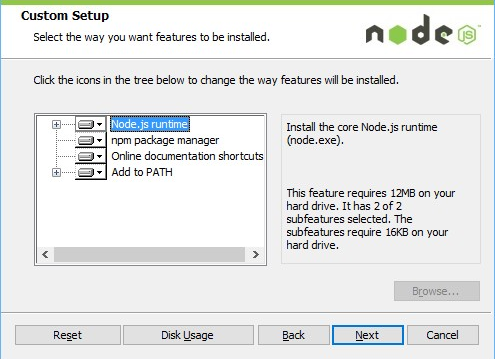 Custom Setup
Select the way you want features to be installed.
node
JS
Click the icons in the tree below to change the way features will be installed.
Node.js runtime
npm package manager
Online documentation shortcuts
Add to PATH
Install the core Node.js runtime
(node.exe).
This feature requires 12MB on your
hard drive. It has 2 of 2
subfeatures selected. The
subfeatures require 16KB on your
hard drive.
Browse...
Reset
Disk Usage
Back
Next
Cancel